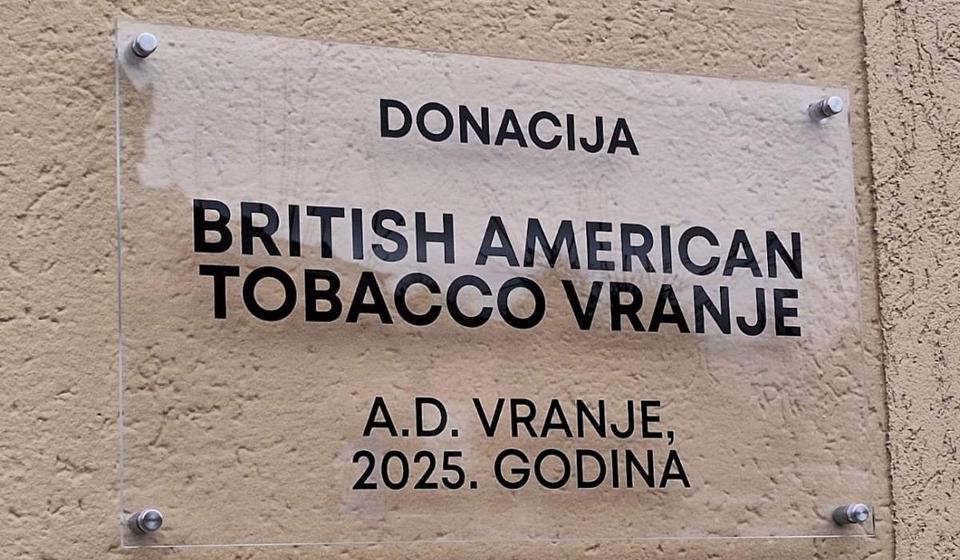 DONACIJA
BRITISH AMERICAN
TOBACCO VRANJE
A.D. VRANJE,
2025. GODINA